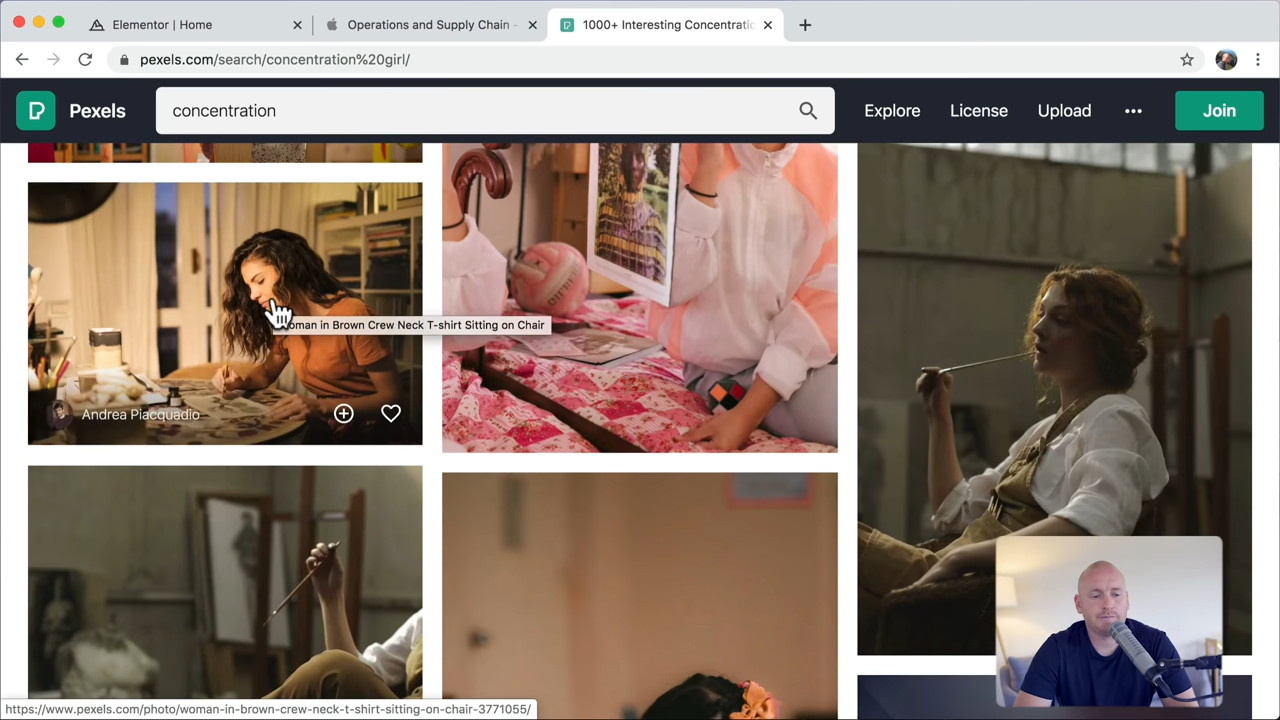 Elementor | Home
Operations and Supply Chain -
1000+ Interesting Concentratio
pexels.com/search/concentration%20girl/
Pexels
concentration
Explore
License
Upload
Join
oman in Brown Crew Neck T-shirt Sitting on Chair
Andrea Piacquadio
https://www.pexels.com/photo/woman-in-brown-crew-neck-t-shirt-sitting-on-chair-3771055/